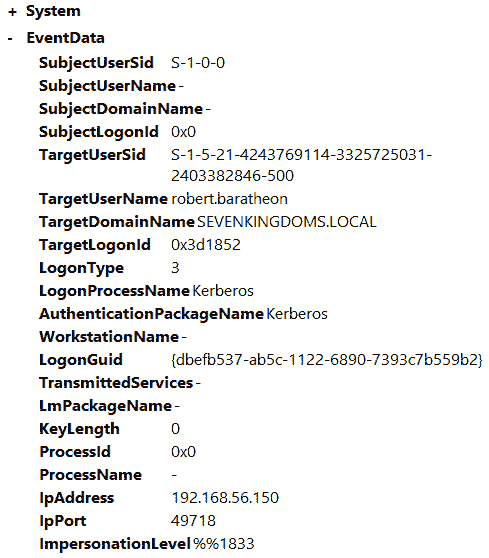 + System
- EventData
SubjectUserSid S-1-0-0
SubjectUserName -
SubjectDomainName -
SubjectLogonId 0x0
TargetUserSid S-1-5-21-4243769114-3325725031-
2403382846-500
TargetUserName robert.baratheon
TargetDomainName SEVENKINGDOMS.LOCAL
TargetLogonId 0x3d1852
LogonType 3
LogonProcessName Kerberos
AuthenticationPackageName Kerberos
WorkstationName -
LogonGuid {dbefb537-ab5c-1122-6890-7393c7b559b2}
TransmittedServices -
LmPackageName -
KeyLength 0
ProcessId 0x0
ProcessName -
IpAddress 192.168.56.150
IpPort 49718
ImpersonationLevel %%1833